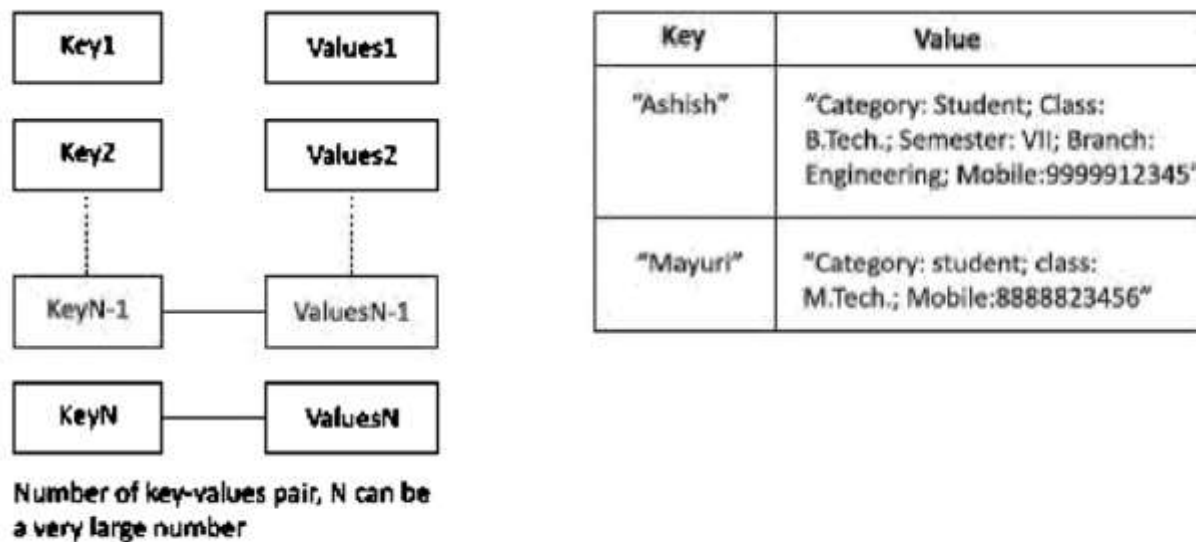 Key1 Values1
Key2 Values2
KeyN-1 ValuesN-1
KeyN ValuesN
Number of key-values pair, N can be
a very large number
Key Value
"Ashish" "Category: Student; Class:
B.Tech.; Semester: VII; Branch:
Engineering; Mobile:9999912345"
"Mayuri" "Category: student; class:
M.Tech.; Mobile:8888823456"